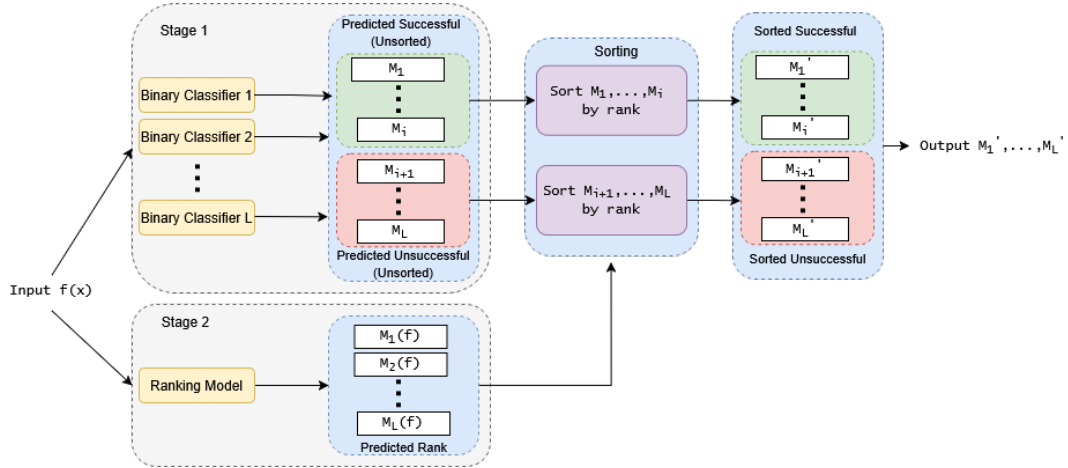 Stage 1
Predicted Successful
(Unsorted)
M1
Mi
Binary Classifier 1
Binary Classifier 2
Binary Classifier L
Mi+1
ML
Predicted Unsuccessful
(Unsorted)
Sorting
Sort M1,...,Mi
by rank
Sort Mi+1,...,ML
by rank
Sorted Successful
M1'
Mi'
Mi+1'
ML'
Sorted Unsuccessful
Output M1',...,ML'
Input f(x)
Stage 2
Ranking Model
M1(f)
M2(f)
ML(f)
Predicted Rank